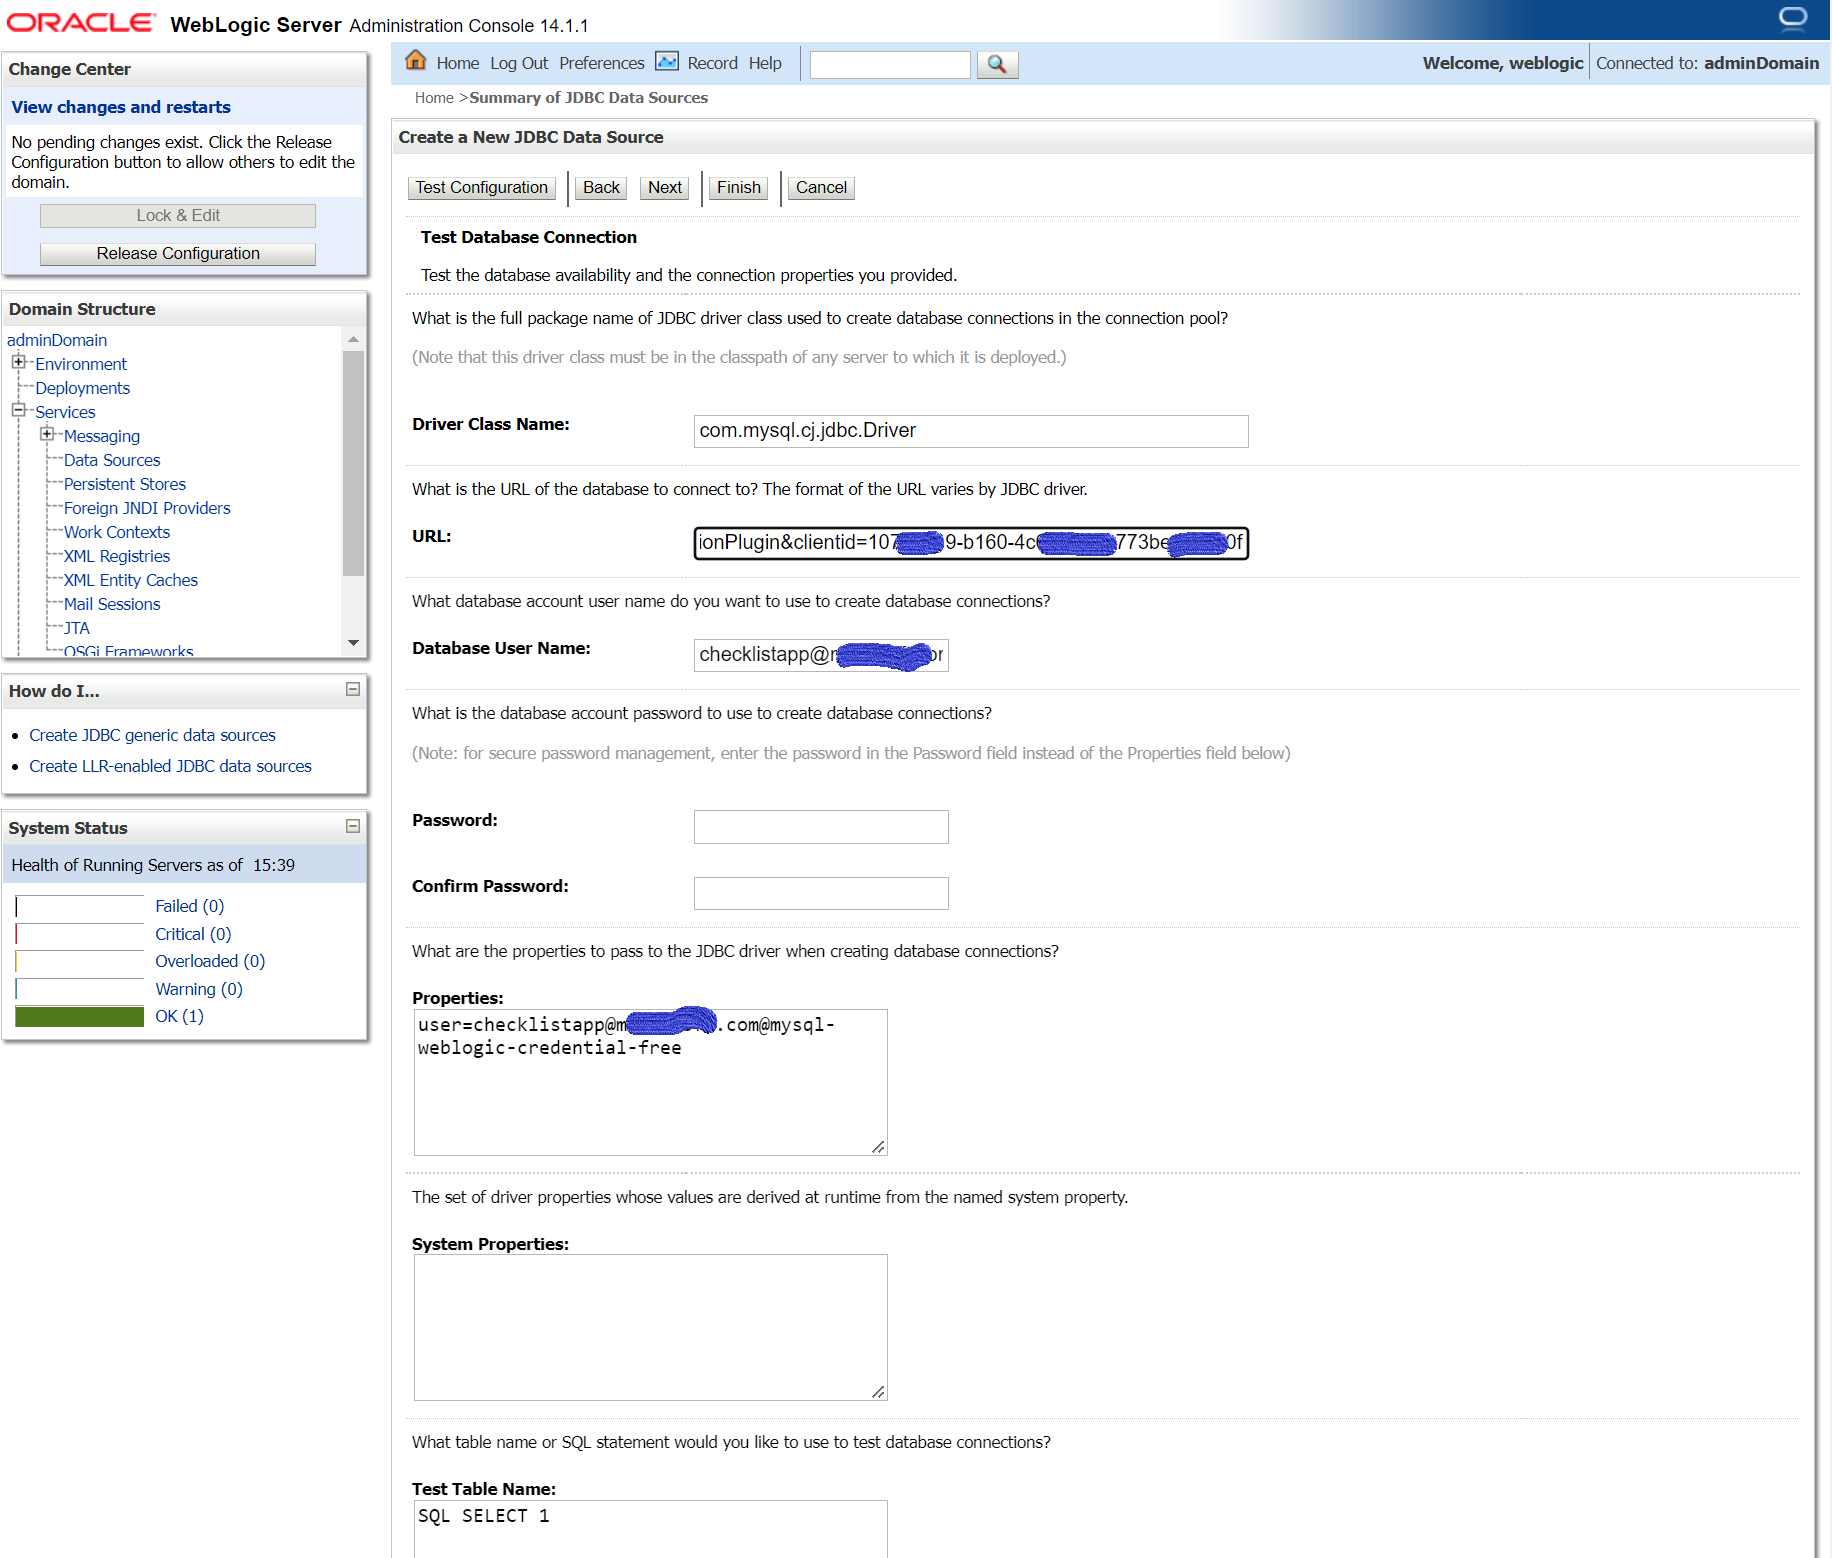 ORACLE WebLogic Server Administration Console 14.1.1
Change Center
View changes and restarts
No pending changes exist. Click the Release
Configuration button to allow others to edit the
domain.
Lock & Edit
Release Configuration
Domain Structure
adminDomain
Environment
Deployments
Services
Messaging
Data Sources
Persistent Stores
Foreign JNDI Providers
Work Contexts
XML Registries
XML Entity Caches
Mail Sessions
JTA
OSGi Frameworks
How do I...
Create JDBC generic data sources
Create LLR-enabled JDBC data sources
System Status
Health of Running Servers as of 15:39
Failed (0)
Critical (0)
Overloaded (0)
Warning (0)
OK (1)
Home Log Out Preferences Record Help
Welcome, weblogic Connected to: adminDomain
Home >Summary of JDBC Data Sources
Create a New JDBC Data Source
Test Configuration Back Next Finish Cancel
Test Database Connection
Test the database availability and the connection properties you provided.
What is the full package name of JDBC driver class used to create database connections in the connection pool?
(Note that this driver class must be in the classpath of any server to which it is deployed.)
Driver Class Name: com.mysql.cj.jdbc.Driver
What is the URL of the database to connect to? The format of the URL varies by JDBC driver.
URL: ionPlugin&clientid=107 9-b160-4c 773be 0f
What database account user name do you want to use to create database connections?
Database User Name: checklistapp@
What is the database account password to use to create database connections?
(Note: for secure password management, enter the password in the Password field instead of the Properties field below)
Password:
Confirm Password:
What are the properties to pass to the JDBC driver when creating database connections?
Properties:
user=checklistapp@m .com@mysql-
weblogic-credential-free
The set of driver properties whose values are derived at runtime from the named system property.
System Properties:
What table name or SQL statement would you like to use to test database connections?
Test Table Name:
SQL SELECT 1